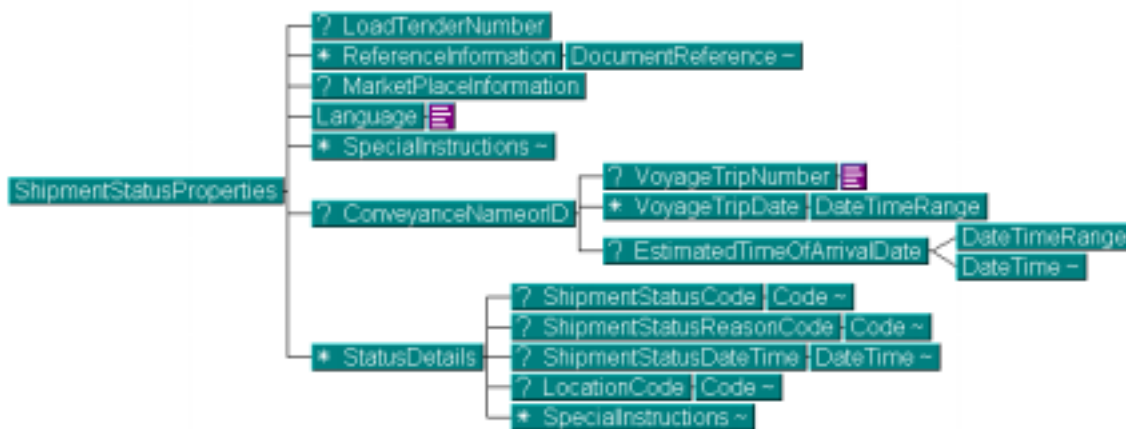 ? LoadTenderNumber
* ReferenceInformation DocumentReference ~
? MarketPlaceInformation
Language
* SpecialInstructions ~
ShipmentStatusProperties
? ConveyanceNameorID
? VoyageTripNumber
* VoyageTripDate DateTimeRange
? EstimatedTimeOfArrivalDate
DateTimeRange
DateTime ~
* StatusDetails
? ShipmentStatusCode Code ~
? ShipmentStatusReasonCode Code ~
? ShipmentStatusDateTime DateTime ~
? LocationCode Code ~
* SpecialInstructions ~